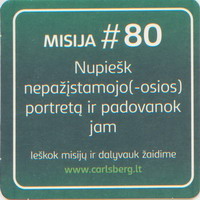 MISIJA #80
Nupiešk
nepažįstamojo(-osios)
portretą ir padovanok
jam
Ieškok misijų ir dalyvauk žaidime
www.carlsberg.lt